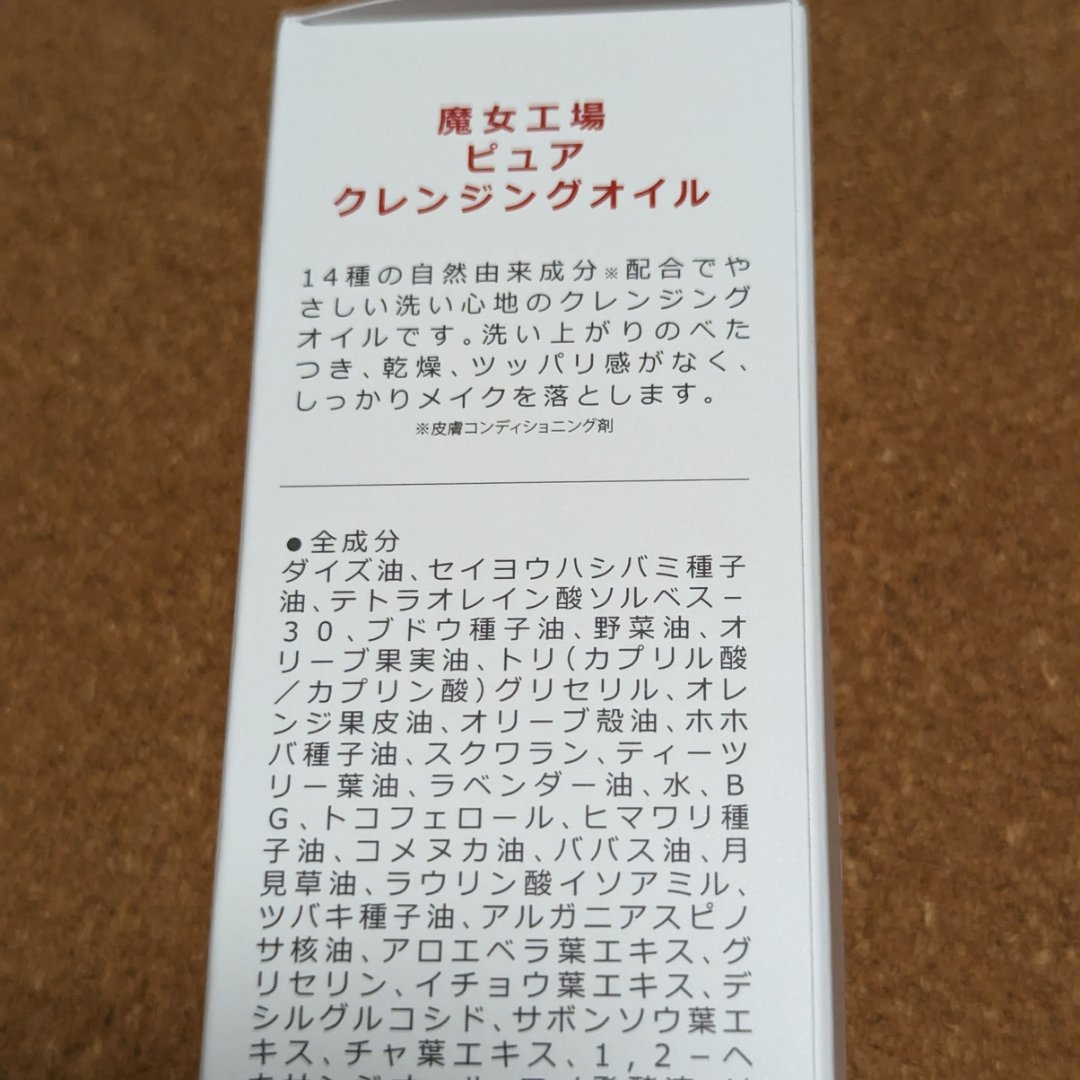 魔女工場
ピュア
クレンジングオイル
14種の自然由来成分※配合でや
さしい洗い心地のクレンジング
オイルです。洗い上がりのべた
つき、乾燥、ツッパリ感がなく、
しっかりメイクを落とします。
※皮膚コンディショニング剤
●全成分
ダイズ油、セイヨウハシバミ種子
油、テトラオレイン酸ソルベス－
３０、ブドウ種子油、野菜油、オ
リーブ果実油、トリ(カプリル酸
／カプリン酸)グリセリル、オレ
ンジ果皮油、オリーブ殻油、ホホ
バ種子油、スクワラン、ティーツ
リー葉油、ラベンダー油、水、B
G、トコフェロール、ヒマワリ種
子油、コメヌカ油、ババス油、月
見草油、ラウリン酸イソアミル、
ツバキ種子油、アルガニアスピノ
サ核油、アロエベラ葉エキス、グ
リセリン、イチョウ葉エキス、デ
シルグルコシド、サボンソウ葉エ
キス、チャ葉エキス、1,2－ヘ